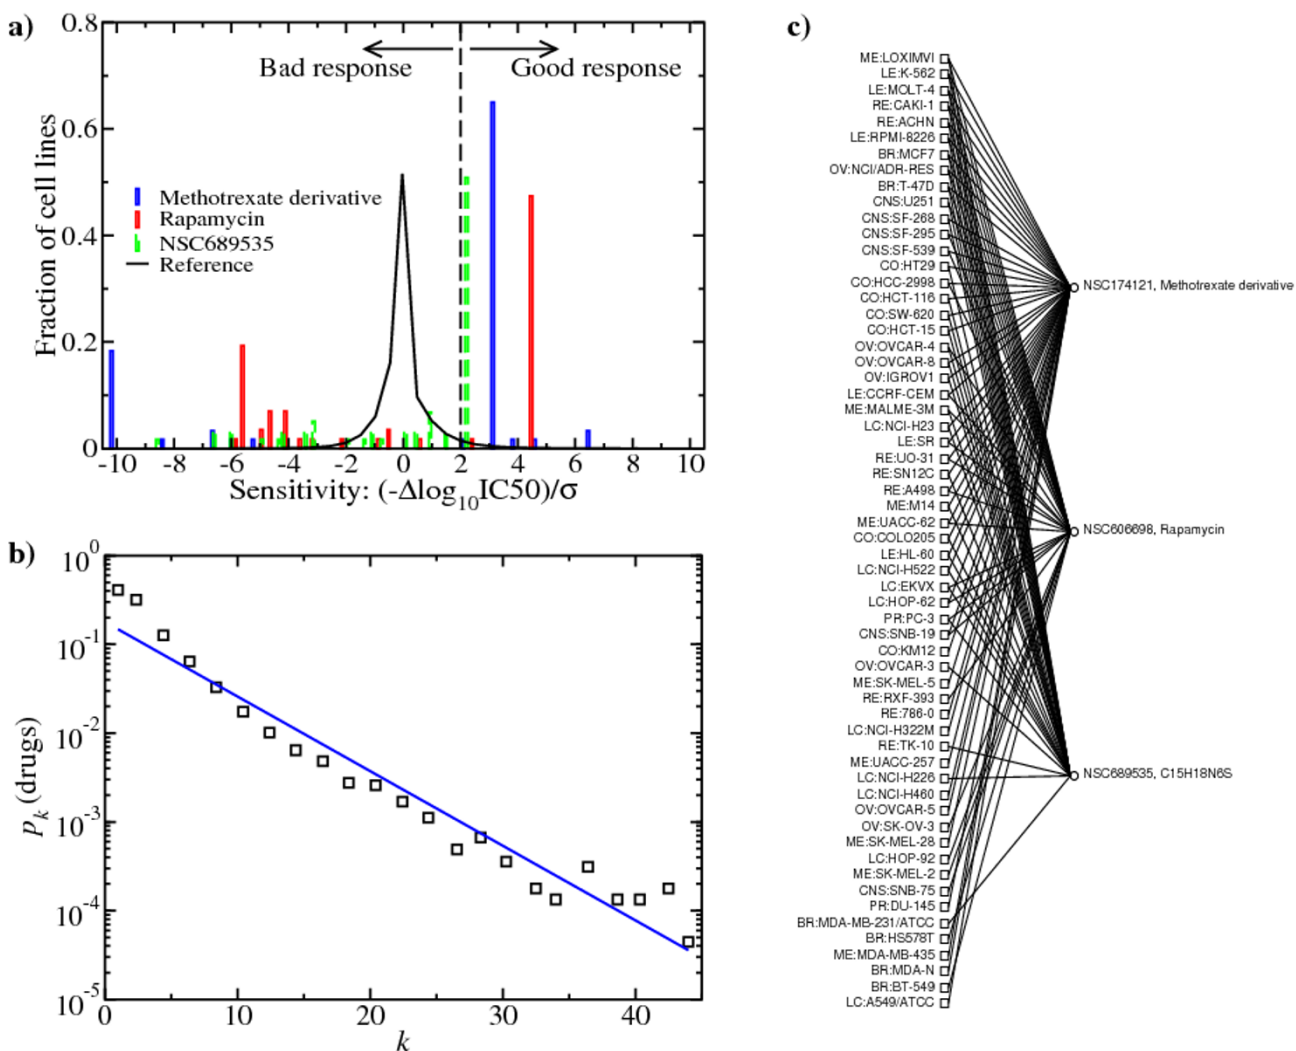 a)
0.8
0.6
0.4
0.2
0
Fraction of cell lines
Bad response
Good response
Methotrexate derivative
Rapamycin
NSC689535
Reference
-10 -8 -6 -4 -2 0 2 4 6 8 10
Sensitivity: (-Δlog10IC50)/σ
b)
10^0
10^-1
10^-2
10^-3
10^-4
10^-5
pk (drugs)
0 10 20 30 40
k
c)
ME:LOXIMVI
LE:K-562
LE:MOLT-4
RE:CAKI-1
RE:ACHN
LE:RPMI-8226
BR:MCF7
OV:NCI/ADR-RES
BR:T-47D
CNS:U251
CNS:SF-268
CNS:SF-295
CNS:SF-539
CO:HT29
CO:HCC-2998
CO:HCT-116
CO:SW-620
CO:HCT-15
OV:OVCAR-4
OV:OVCAR-8
OV:IGROV1
LE:CCRF-CEM
ME:MALME-3M
LC:NCI-H23
LE:SR
RE:UO-31
RE:SN12C
RE:A498
ME:M14
ME:UACC-62
CO:COLO205
LE:HL-60
LC:NCI-H522
LC:EKVX
LC:HOP-62
PR:PC-3
CNS:SNB-19
CO:KM12
OV:OVCAR-3
ME:SK-MEL-5
RE:RXF-393
RE:786-0
LC:NCI-H322M
RE:TK-10
ME:UACC-257
LC:NCI-H226
LC:NCI-H460
OV:OVCAR-5
OV:SK-OV-3
ME:SK-MEL-28
LC:HOP-92
ME:SK-MEL-2
CNS:SNB-75
PR:DU-145
BR:MDA-MB-231/ATCC
BR:HS578T
ME:MDA-MB-435
BR:MDA-N
BR:BT-549
LC:A549/ATCC
NSC174121, Methotrexate derivative
NSC606698, Rapamycin
NSC689535, C15H18N6S